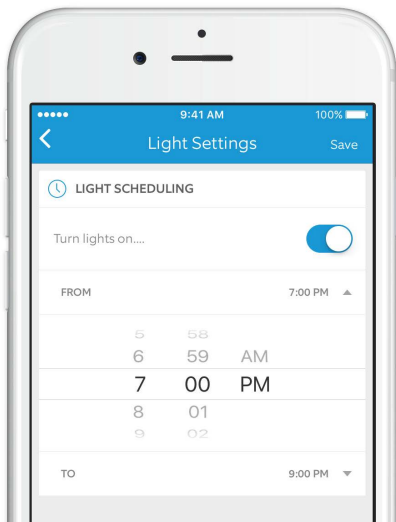 9:41 AM 100%
Light Settings Save
LIGHT SCHEDULING
Turn lights on....
FROM 7:00 PM
5 58
6 59 AM
7 00 PM
8 01
9 02
TO 9:00 PM